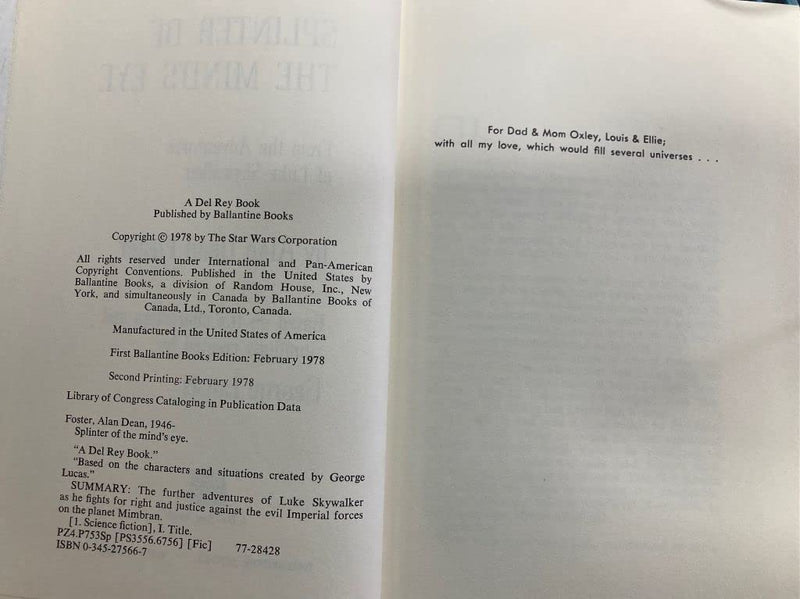 A Del Rey Book
Published by Ballantine Books
Copyright © 1978 by The Star Wars Corporation
All rights reserved under International and Pan-American
Copyright Conventions. Published in the United States by
Ballantine Books, a division of Random House, Inc., New
York, and simultaneously in Canada by Ballantine Books of
Canada, Ltd., Toronto, Canada.
Manufactured in the United States of America
First Ballantine Books Edition: February 1978
Second Printing: February 1978
Library of Congress Cataloging in Publication Data
Foster, Alan Dean, 1946-
Splinter of the mind's eye.
"A Del Rey Book."
"Based on the characters and situations created by George
Lucas."
SUMMARY: The further adventures of Luke Skywalker
as he fights for right and justice against the evil Imperial forces
on the planet Mimban.
[1. Science fiction], I. Title.
PZ4.P753Sp [PS3556.6756] [Fic] 77-28428
ISBN 0-345-27566-7
For Dad & Mom Oxley, Louis & Ellie;
with all my love, which would fill several universes . . .